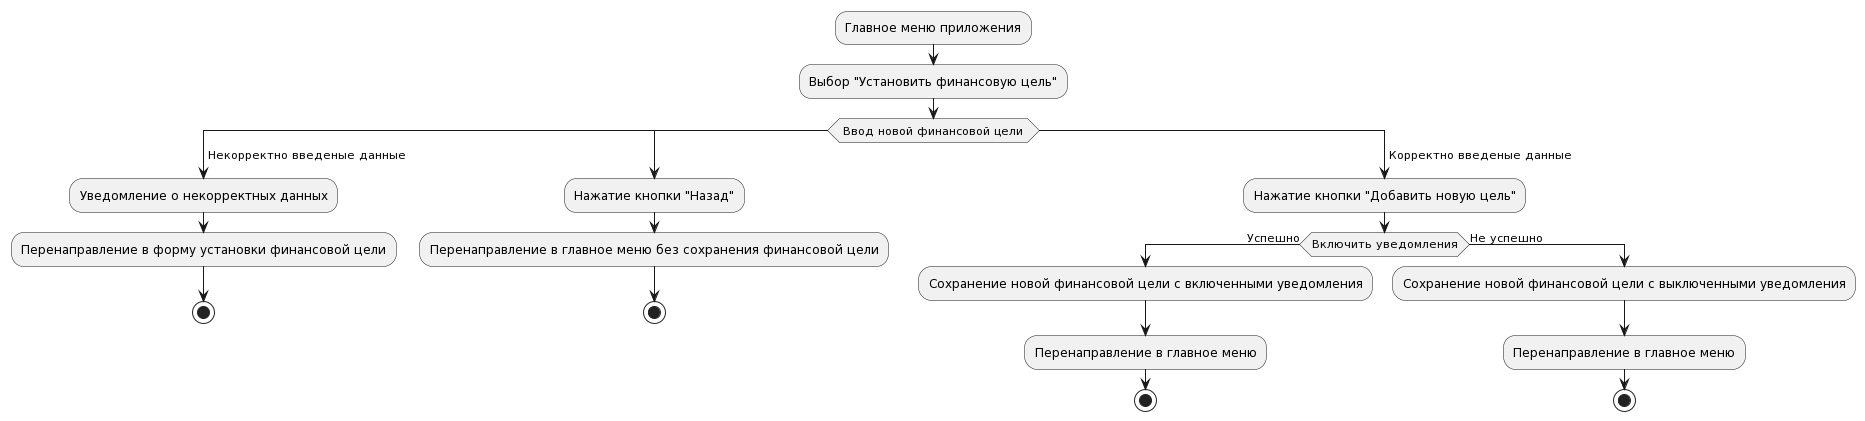 Главное меню приложения
Выбор "Установить финансовую цель"
Ввод новой финансовой цели
Некорректно введеные данные
Корректно введеные данные
Уведомление о некорректных данных
Нажатие кнопки "Назад"
Нажатие кнопки "Добавить новую цель"
Перенаправление в форму установки финансовой цели
Перенаправление в главное меню без сохранения финансовой цели
Успешно
Включить уведомления
Не успешно
Сохранение новой финансовой цели с включенными уведомления
Сохранение новой финансовой цели с выключенными уведомления
Перенаправление в главное меню
Перенаправление в главное меню